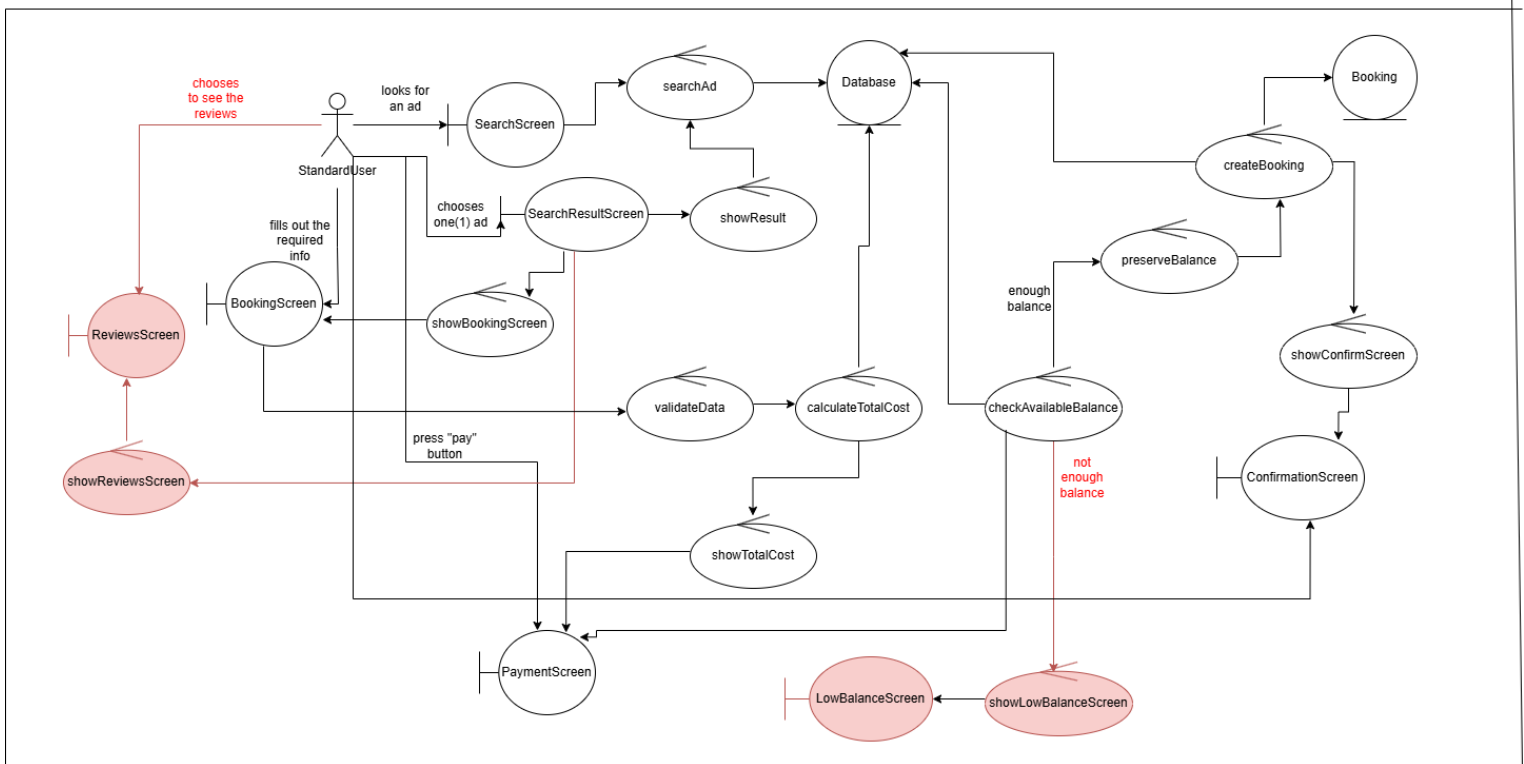 chooses
to see the
reviews
looks for
an ad
SearchScreen
searchAd
Database
Booking
StandardUser
createBooking
chooses
one(1) ad
SearchResultScreen
showResult
fills out the
required
info
preserveBalance
enough
balance
BookingScreen
showBookingScreen
ReviewsScreen
showConfirmScreen
validateData
calculateTotalCost
checkAvailableBalance
press "pay"
button
not
enough
balance
showReviewsScreen
ConfirmationScreen
showTotalCost
PaymentScreen
LowBalanceScreen
showLowBalanceScreen